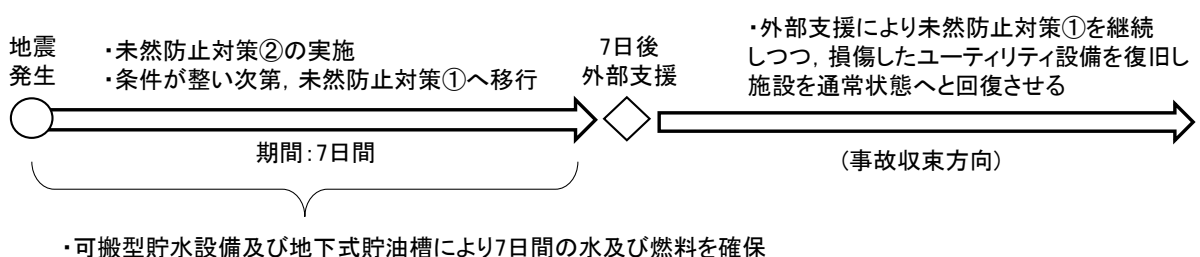 地震
発生
・未然防止対策②の実施
・条件が整い次第，未然防止対策①へ移行
期間：7日間
7日後
外部支援
・外部支援により未然防止対策①を継続
しつつ，損傷したユーティリティ設備を復旧し
施設を通常状態へと回復させる
（事故収束方向）
・可搬型貯水設備及び地下式貯油槽により7日間の水及び燃料を確保